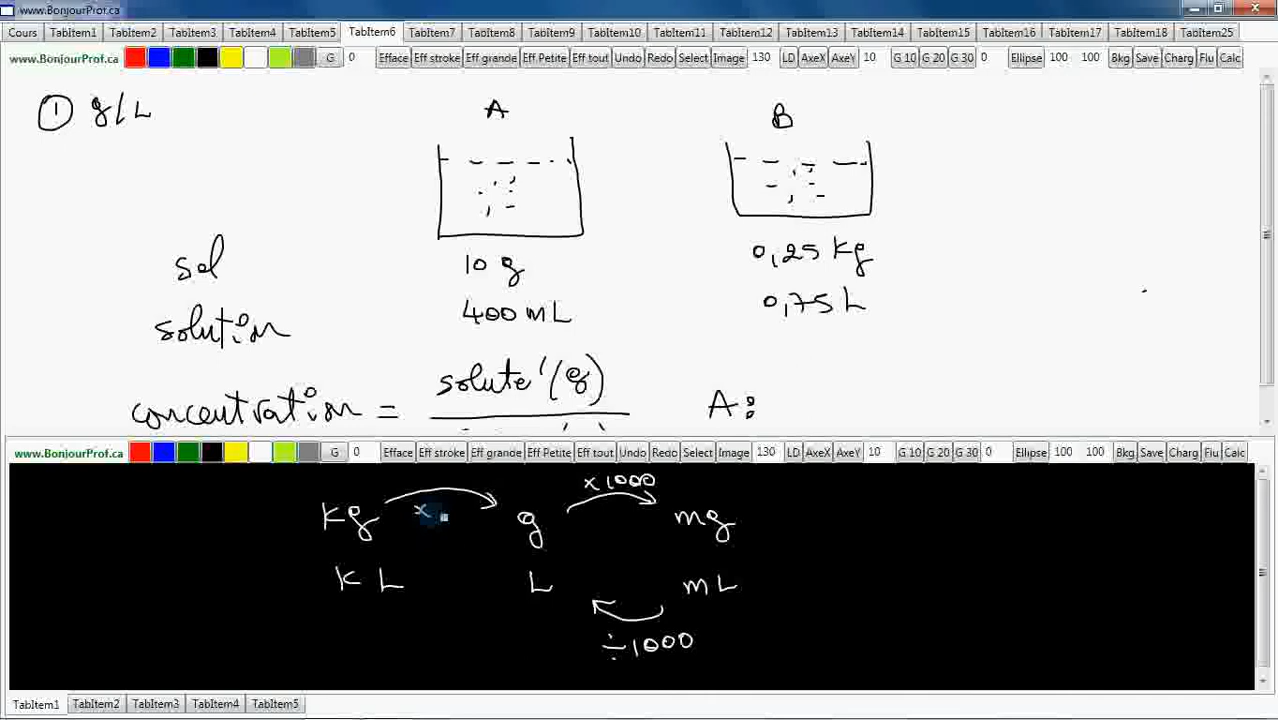 www.BonjourProf.ca
Cours TabItem1 TabItem2 TabItem3 TabItem4 TabItem5 TabItem6 TabItem7 TabItem8 TabItem9 TabItem10 TabItem11 TabItem12 TabItem13 TabItem14 TabItem15 TabItem16 TabItem17 TabItem18 TabItem25
www.BonjourProf.ca G 0 Efface Eff stroke Eff grande Eff.Petite Eff tout Undo Redo Select Image 130 LD AxeX AxeY 10 G 10 G 20 G 30 0 Ellipse 100 100 Bkg Save Charg Flu Calc
1 g/L A B
sel 10 g 0,25 kg
solution 400 mL 0,75 L
concentration = soluté (g) A:
www.BonjourProf.ca G 0 Efface Eff stroke Eff grande Eff Petite Eff tout Undo Redo Select Image 130 LD AxeX AxeY 10 G 10 G 20 G 30 0 Ellipse 100 100 Bkg Save Charg Flu Calc
x1000
kg x g mg
k L L mL
÷1000
TabItem1 TabItem2 TabItem3 TabItem4 TabItem5